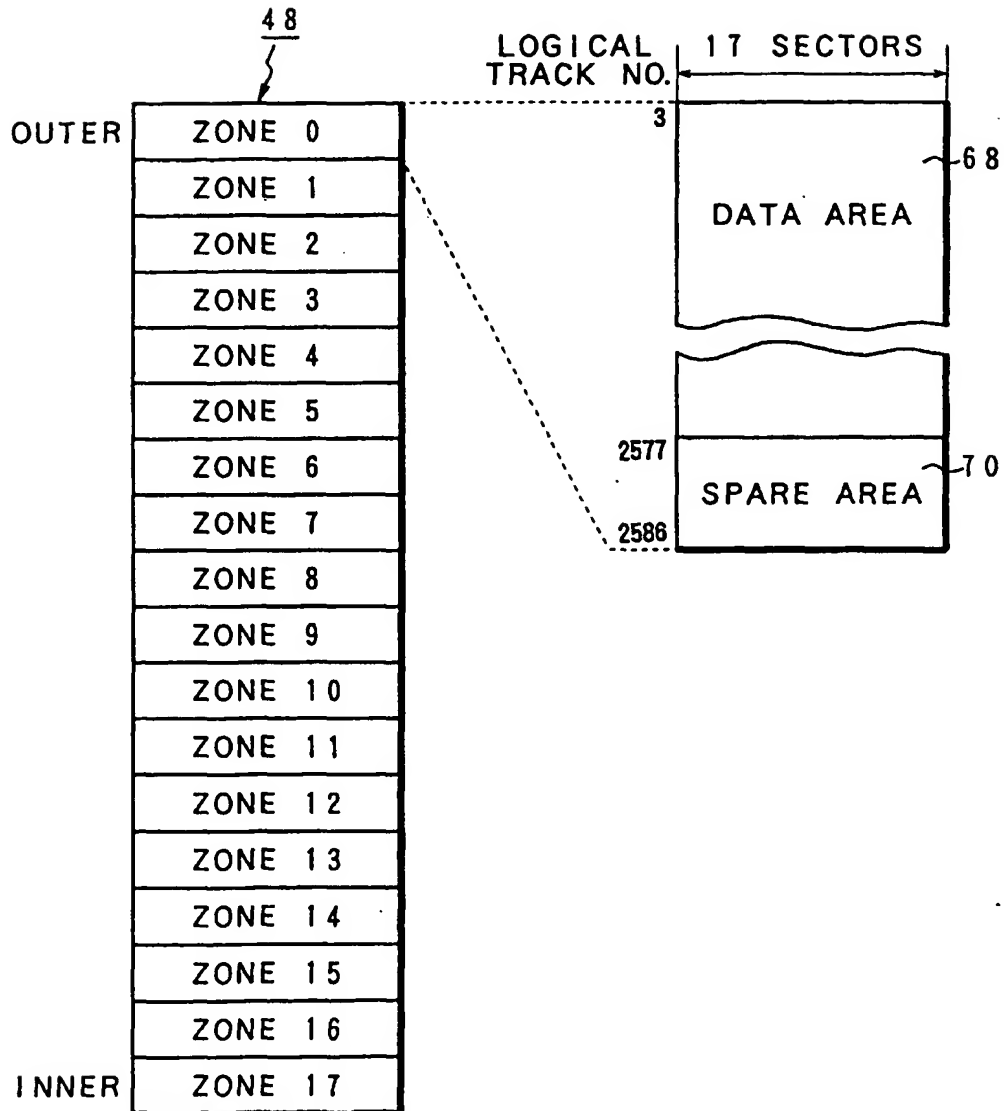 48
OUTER
ZONE 0
ZONE 1
ZONE 2
ZONE 3
ZONE 4
ZONE 5
ZONE 6
ZONE 7
ZONE 8
ZONE 9
ZONE 10
ZONE 11
ZONE 12
ZONE 13
ZONE 14
ZONE 15
ZONE 16
INNER ZONE 17
LOGICAL
TRACK NO.
17 SECTORS
3
68
DATA AREA
2577
70
SPARE AREA
2586